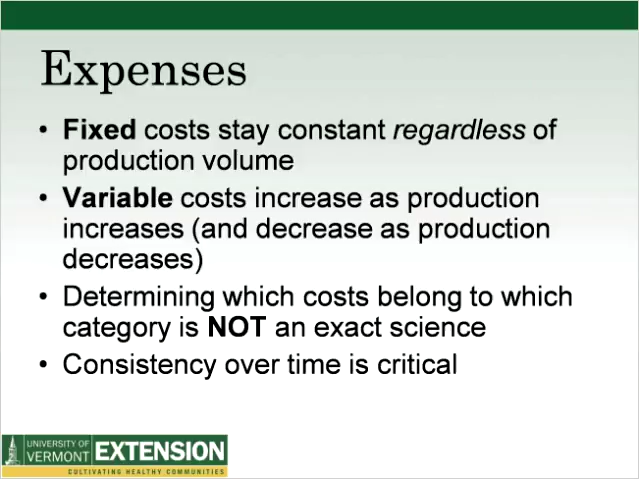 Expenses
• Fixed costs stay constant regardless of
production volume
• Variable costs increase as production
increases (and decrease as production
decreases)
• Determining which costs belong to which
category is NOT an exact science
• Consistency over time is critical
UNIVERSITY OF
VERMONT EXTENSION
CULTIVATING HEALTHY COMMUNITIES